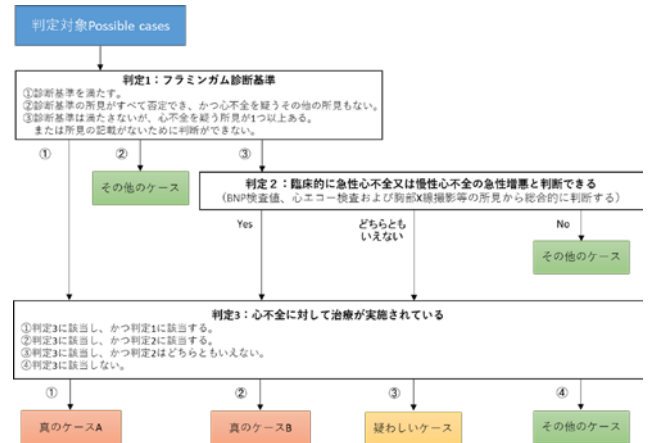 判定対象Possible cases
判定1：フラミンガム診断基準
①診断基準を満たす。
②診断基準の所見がすべて否定でき、かつ心不全を疑うその他の所見もない。
③診断基準は満たさないが、心不全を疑う所見が1つ以上ある。
または所見の記載がないために判断ができない。
① ② ③
その他のケース
判定２：臨床的に急性心不全又は慢性心不全の急性増悪と判断できる
（BNP検査値、心エコー検査および胸部X線撮影等の所見から総合的に判断する）
Yes どちらとも No
いえない
その他のケース
判定3：心不全に対して治療が実施されている
①判定3に該当し、かつ判定1に該当する。
②判定3に該当し、かつ判定2に該当する。
③判定3に該当し、かつ判定2はどちらともいえない。
④判定3に該当しない。
① ② ③ ④
真のケースA 真のケースB 疑わしいケース その他のケース